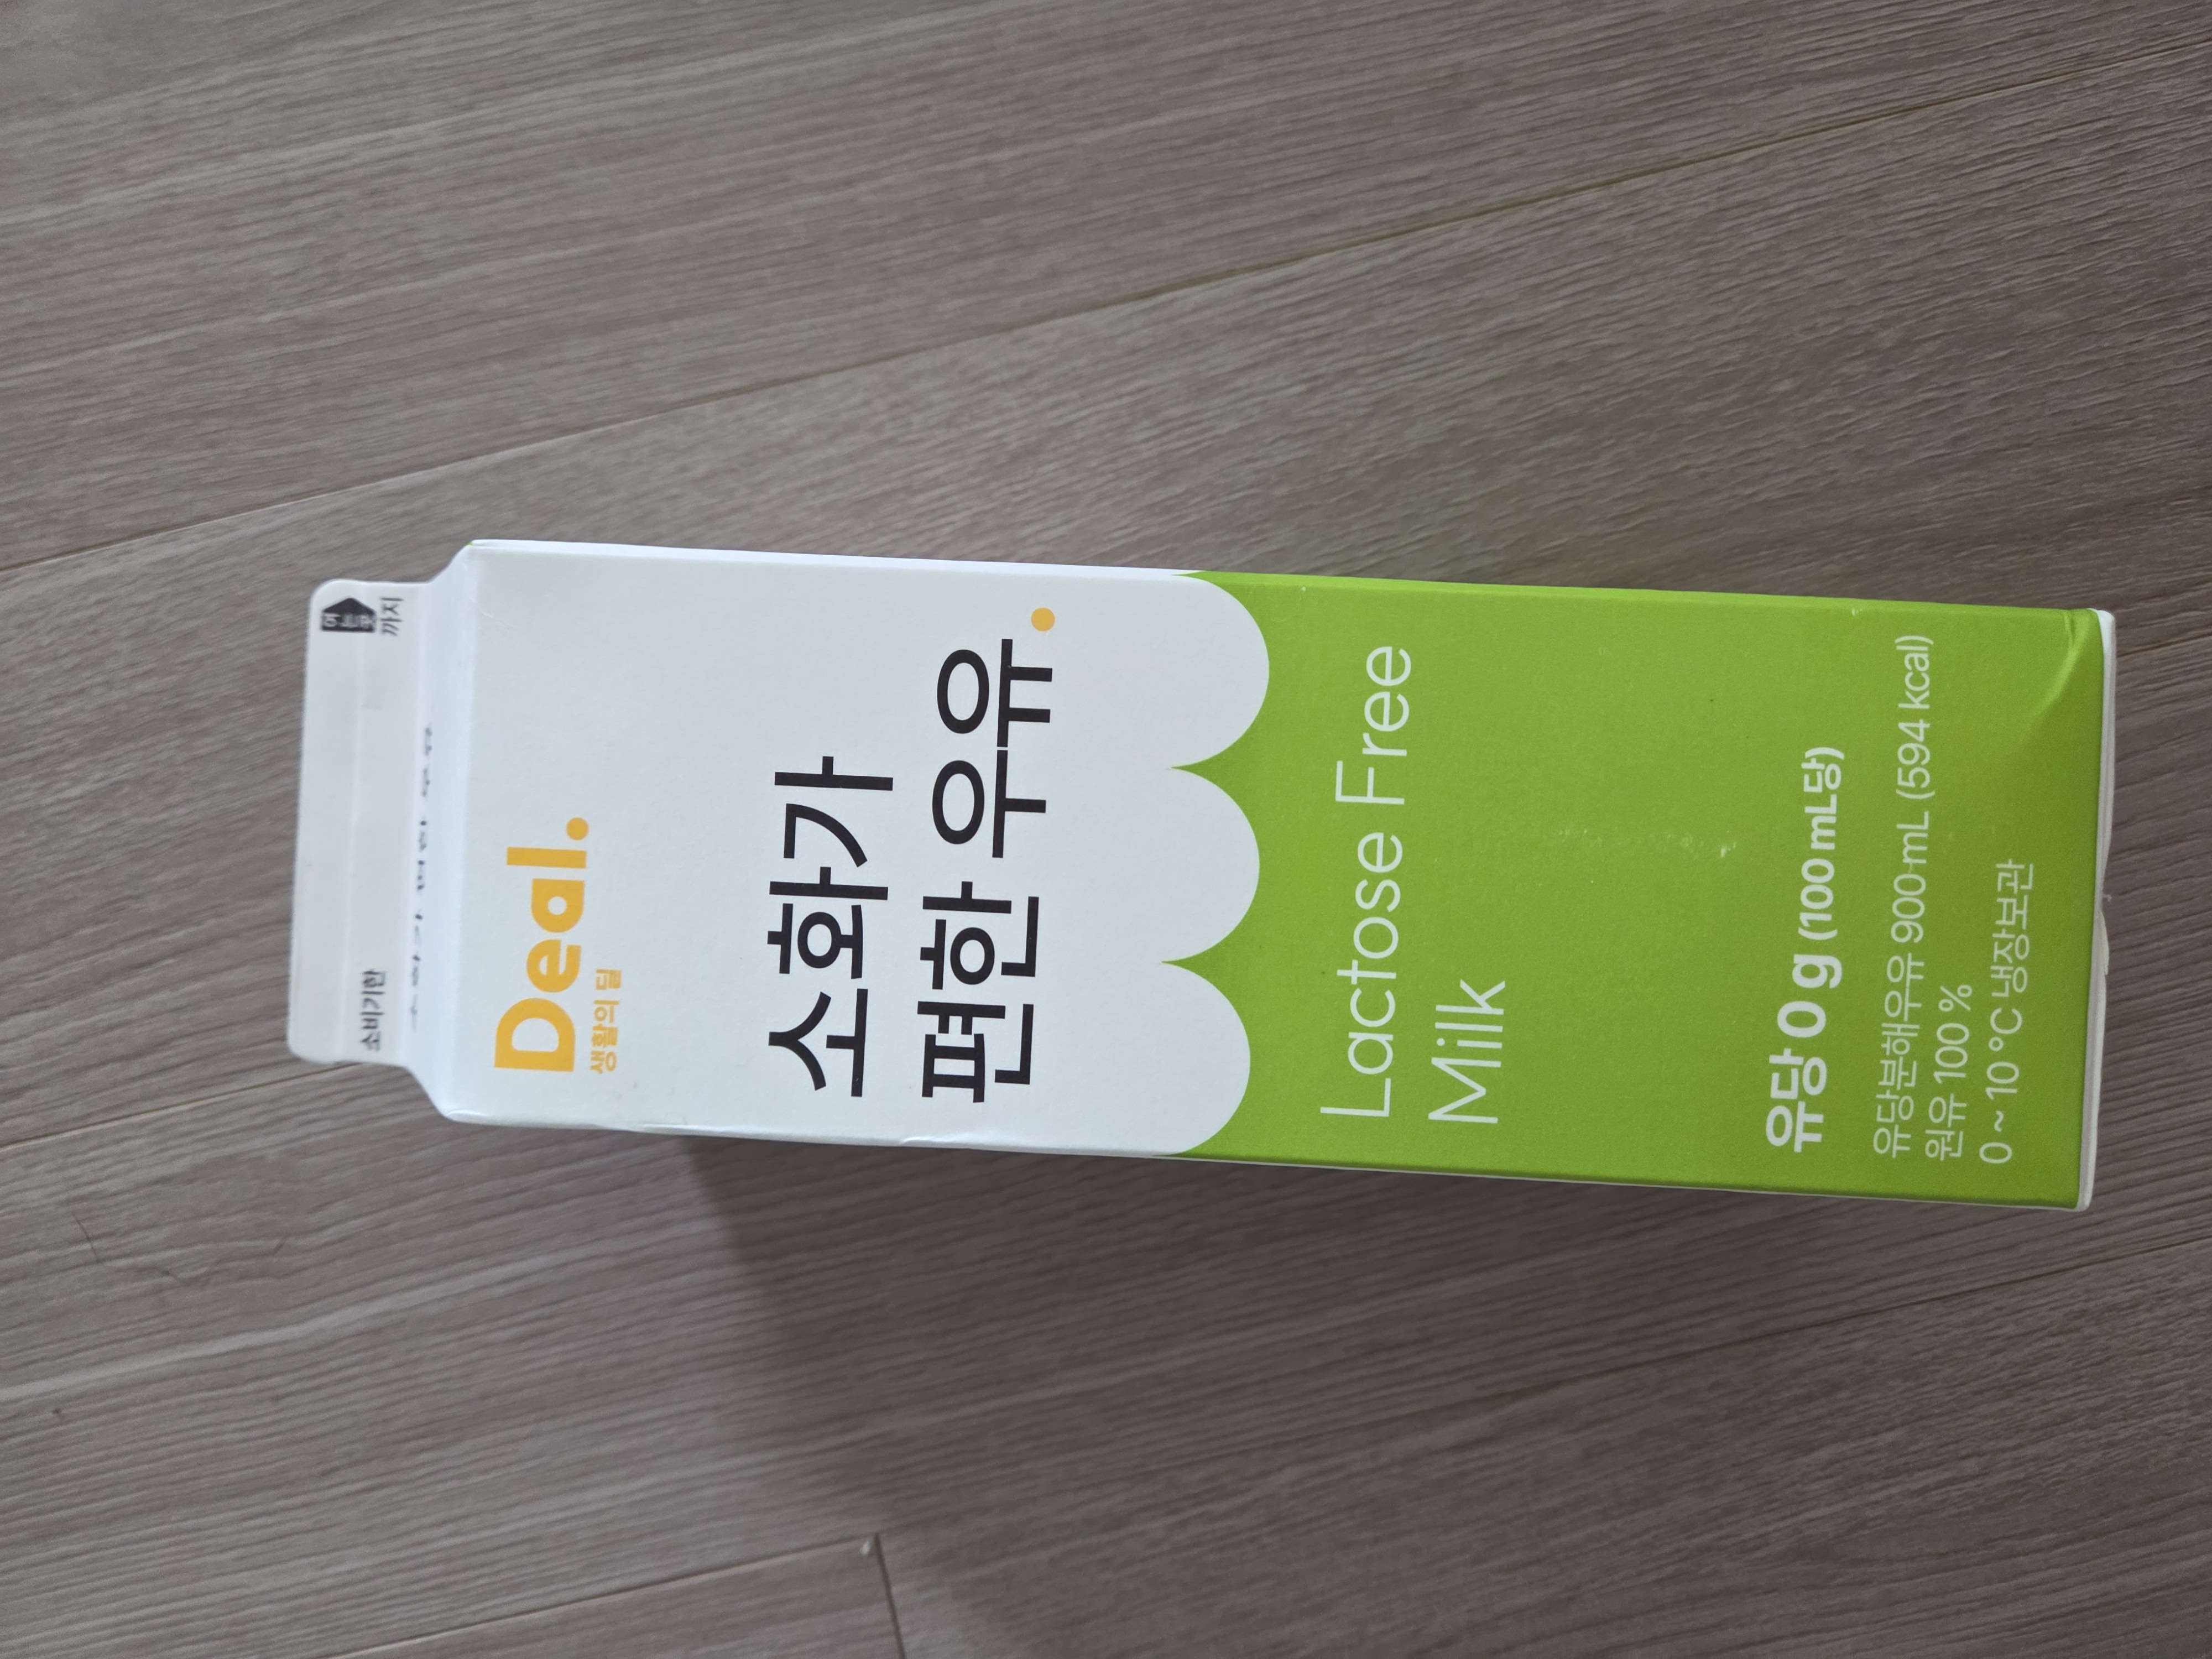 소비기한
까지
Deal.
생활의 딜
소화가
편한 우유.
Lactose Free
Milk
유당 0 g (100 mL당)
유당분해우유 900 mL (594 kcal)
원유 100 %
0 ~ 10 °C 냉장보관